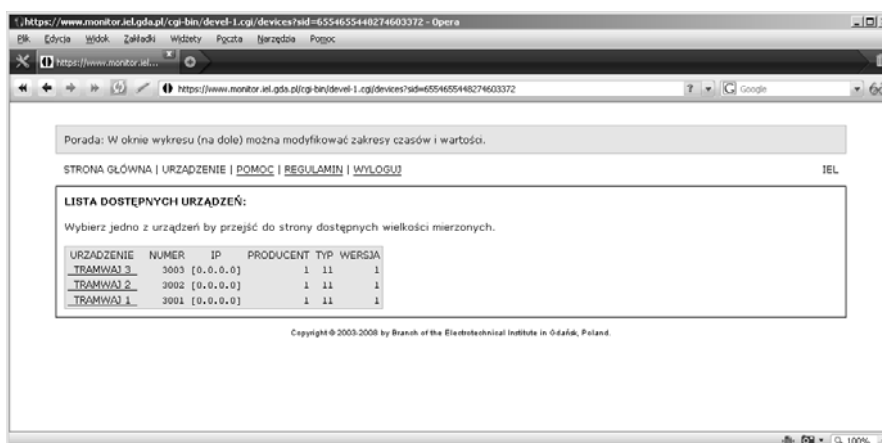 https://www.monitor.iel.gda.pl/cgi-bin/devel-1.cgi/devices?sid=6554655448274603372 - Opera
Plik Edycja Widok Zakładki Widżety Poczta Narzędzia Pomoc
https://www.monitor.iel...
https://www.monitor.iel.gda.pl/cgi-bin/devel-1.cgi/devices?sid=6554655448274603372 ? Google
Porada: W oknie wykresu (na dole) można modyfikować zakresy czasów i wartości.
STRONA GŁÓWNA | URZĄDZENIE | POMOC | REGULAMIN | WYLOGUJ IEL
LISTA DOSTĘPNYCH URZĄDZEŃ:
Wybierz jedno z urządzeń by przejść do strony dostępnych wielkości mierzonych.
URZADZENIE NUMER IP PRODUCENT TYP WERSJA
TRAMWAJ 3 3003 [0.0.0.0] 1 11 1
TRAMWAJ 2 3002 [0.0.0.0] 1 11 1
TRAMWAJ 1 3001 [0.0.0.0] 1 11 1
Copyright © 2003-2008 by Branch of the Electrotechnical Institute in Gdańsk, Poland.
100%